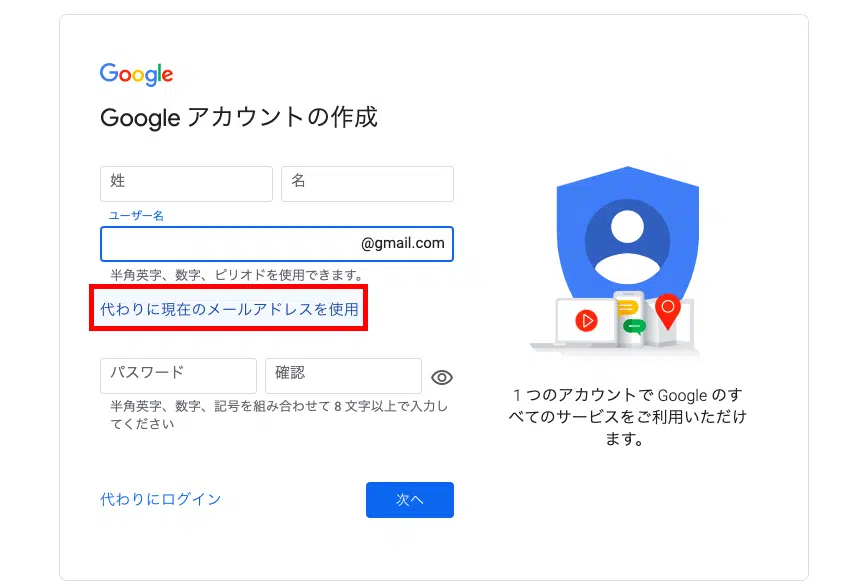 Google
Google アカウントの作成
姓
名
ユーザー名
@gmail.com
半角英字、数字、ピリオドを使用できます。
代わりに現在のメールアドレスを使用
パスワード
確認
半角英字、数字、記号を組み合わせて 8 文字以上で入力し
てください
代わりにログイン
次へ
1 つのアカウントで Google のす
べてのサービスをご利用いただけ
ます。